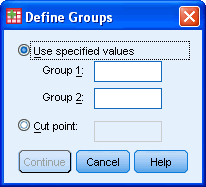 Define Groups
Use specified values
Group 1:
Group 2:
Cut point:
Continue Cancel Help